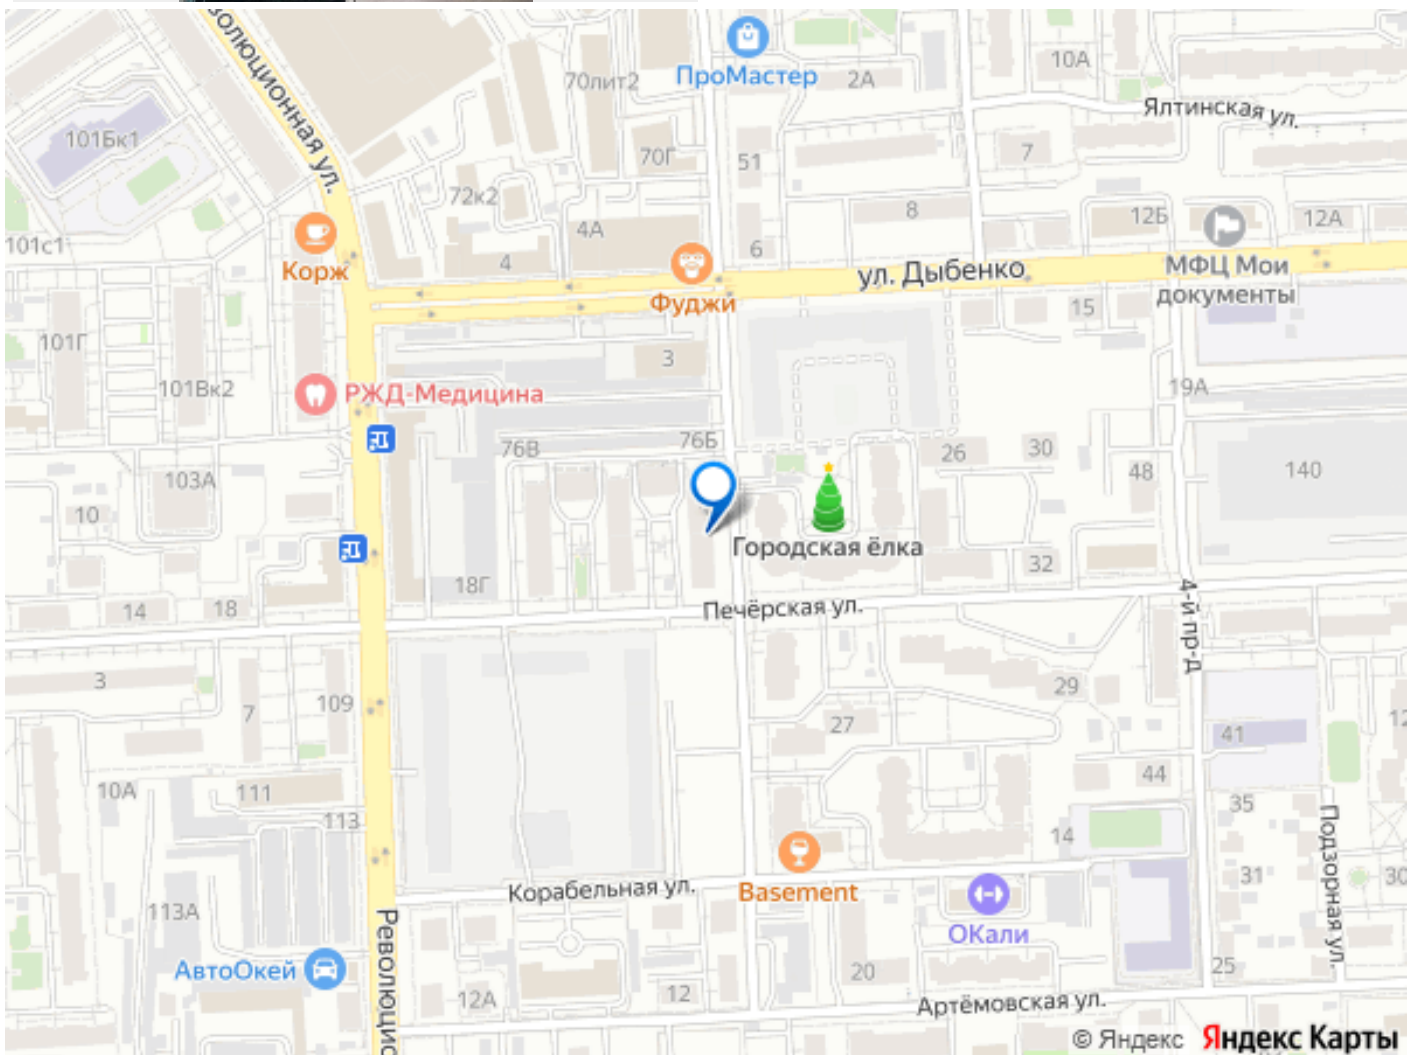 волюционная ул.
ПроМастер
2А
10А
70лит2
Ялтинская ул.
101Бк1
70Г
51
7
72к2
8
12Б
12А
101с1
4А
6
Корж
4
ул. Дыбенко
МФЦ Мои
документы
Фуджи
15
101Г
3
101Вк2
РЖД-Медицина
19А
76В
76Б
26
30
48
140
103А
10
Городская ёлка
32
18Г
14
18
Печёрская ул.
4-й пр-д
3
7
109
29
27
41
12
10А
111
44
35
113
14
Подзорная ул.
31
30
Basement
Корабельная ул.
113А
ОКали
Революцио
АвтоОкей
20
25
12А
12
Артёмовская ул.
© Яндекс Яндекс Карты